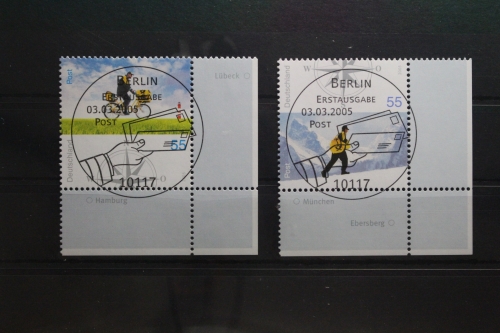 Lübeck
Post
BERLIN
ERSTAUSGABE
03.03.2005
POST
55
Deutschland
O
10117
Hamburg
W
O
Deutschland
BERLIN
ERSTAUSGABE
55
03.03.2005
POST
10117
München
Ebersberg